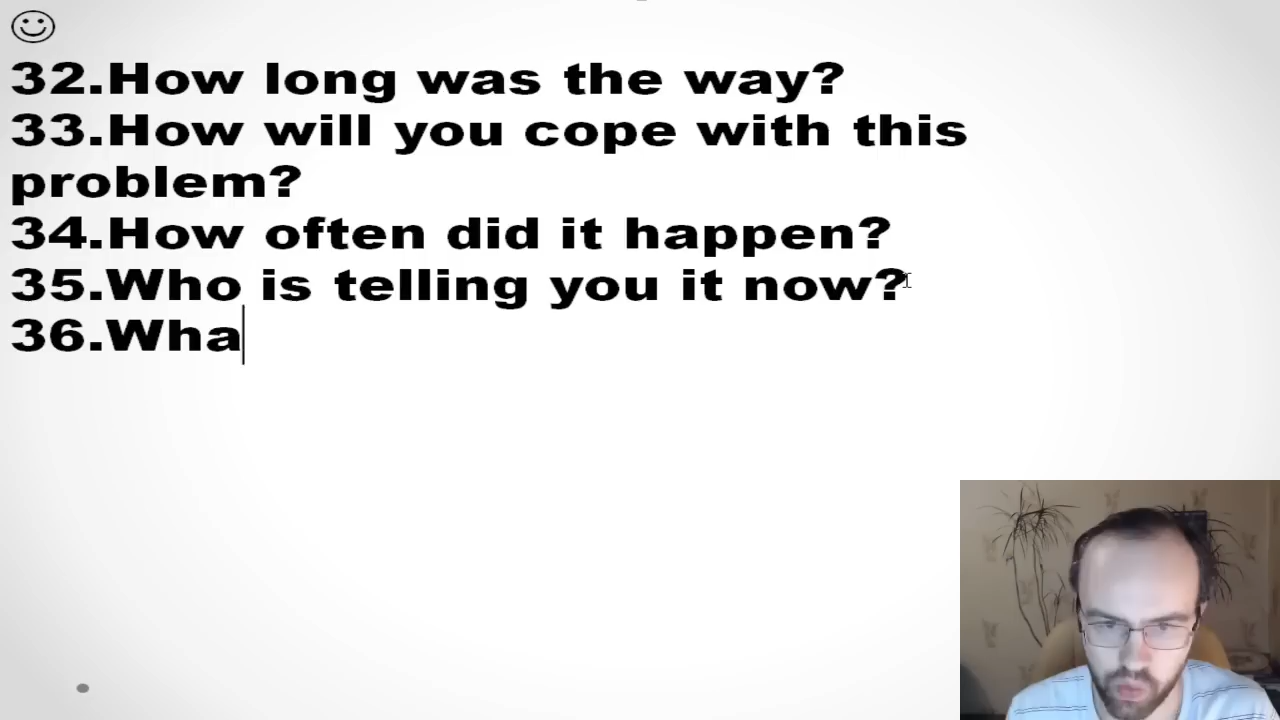 32.How long was the way?
33.How will you cope with this
problem?
34.How often did it happen?
35.Who is telling you it now?
36.Wha